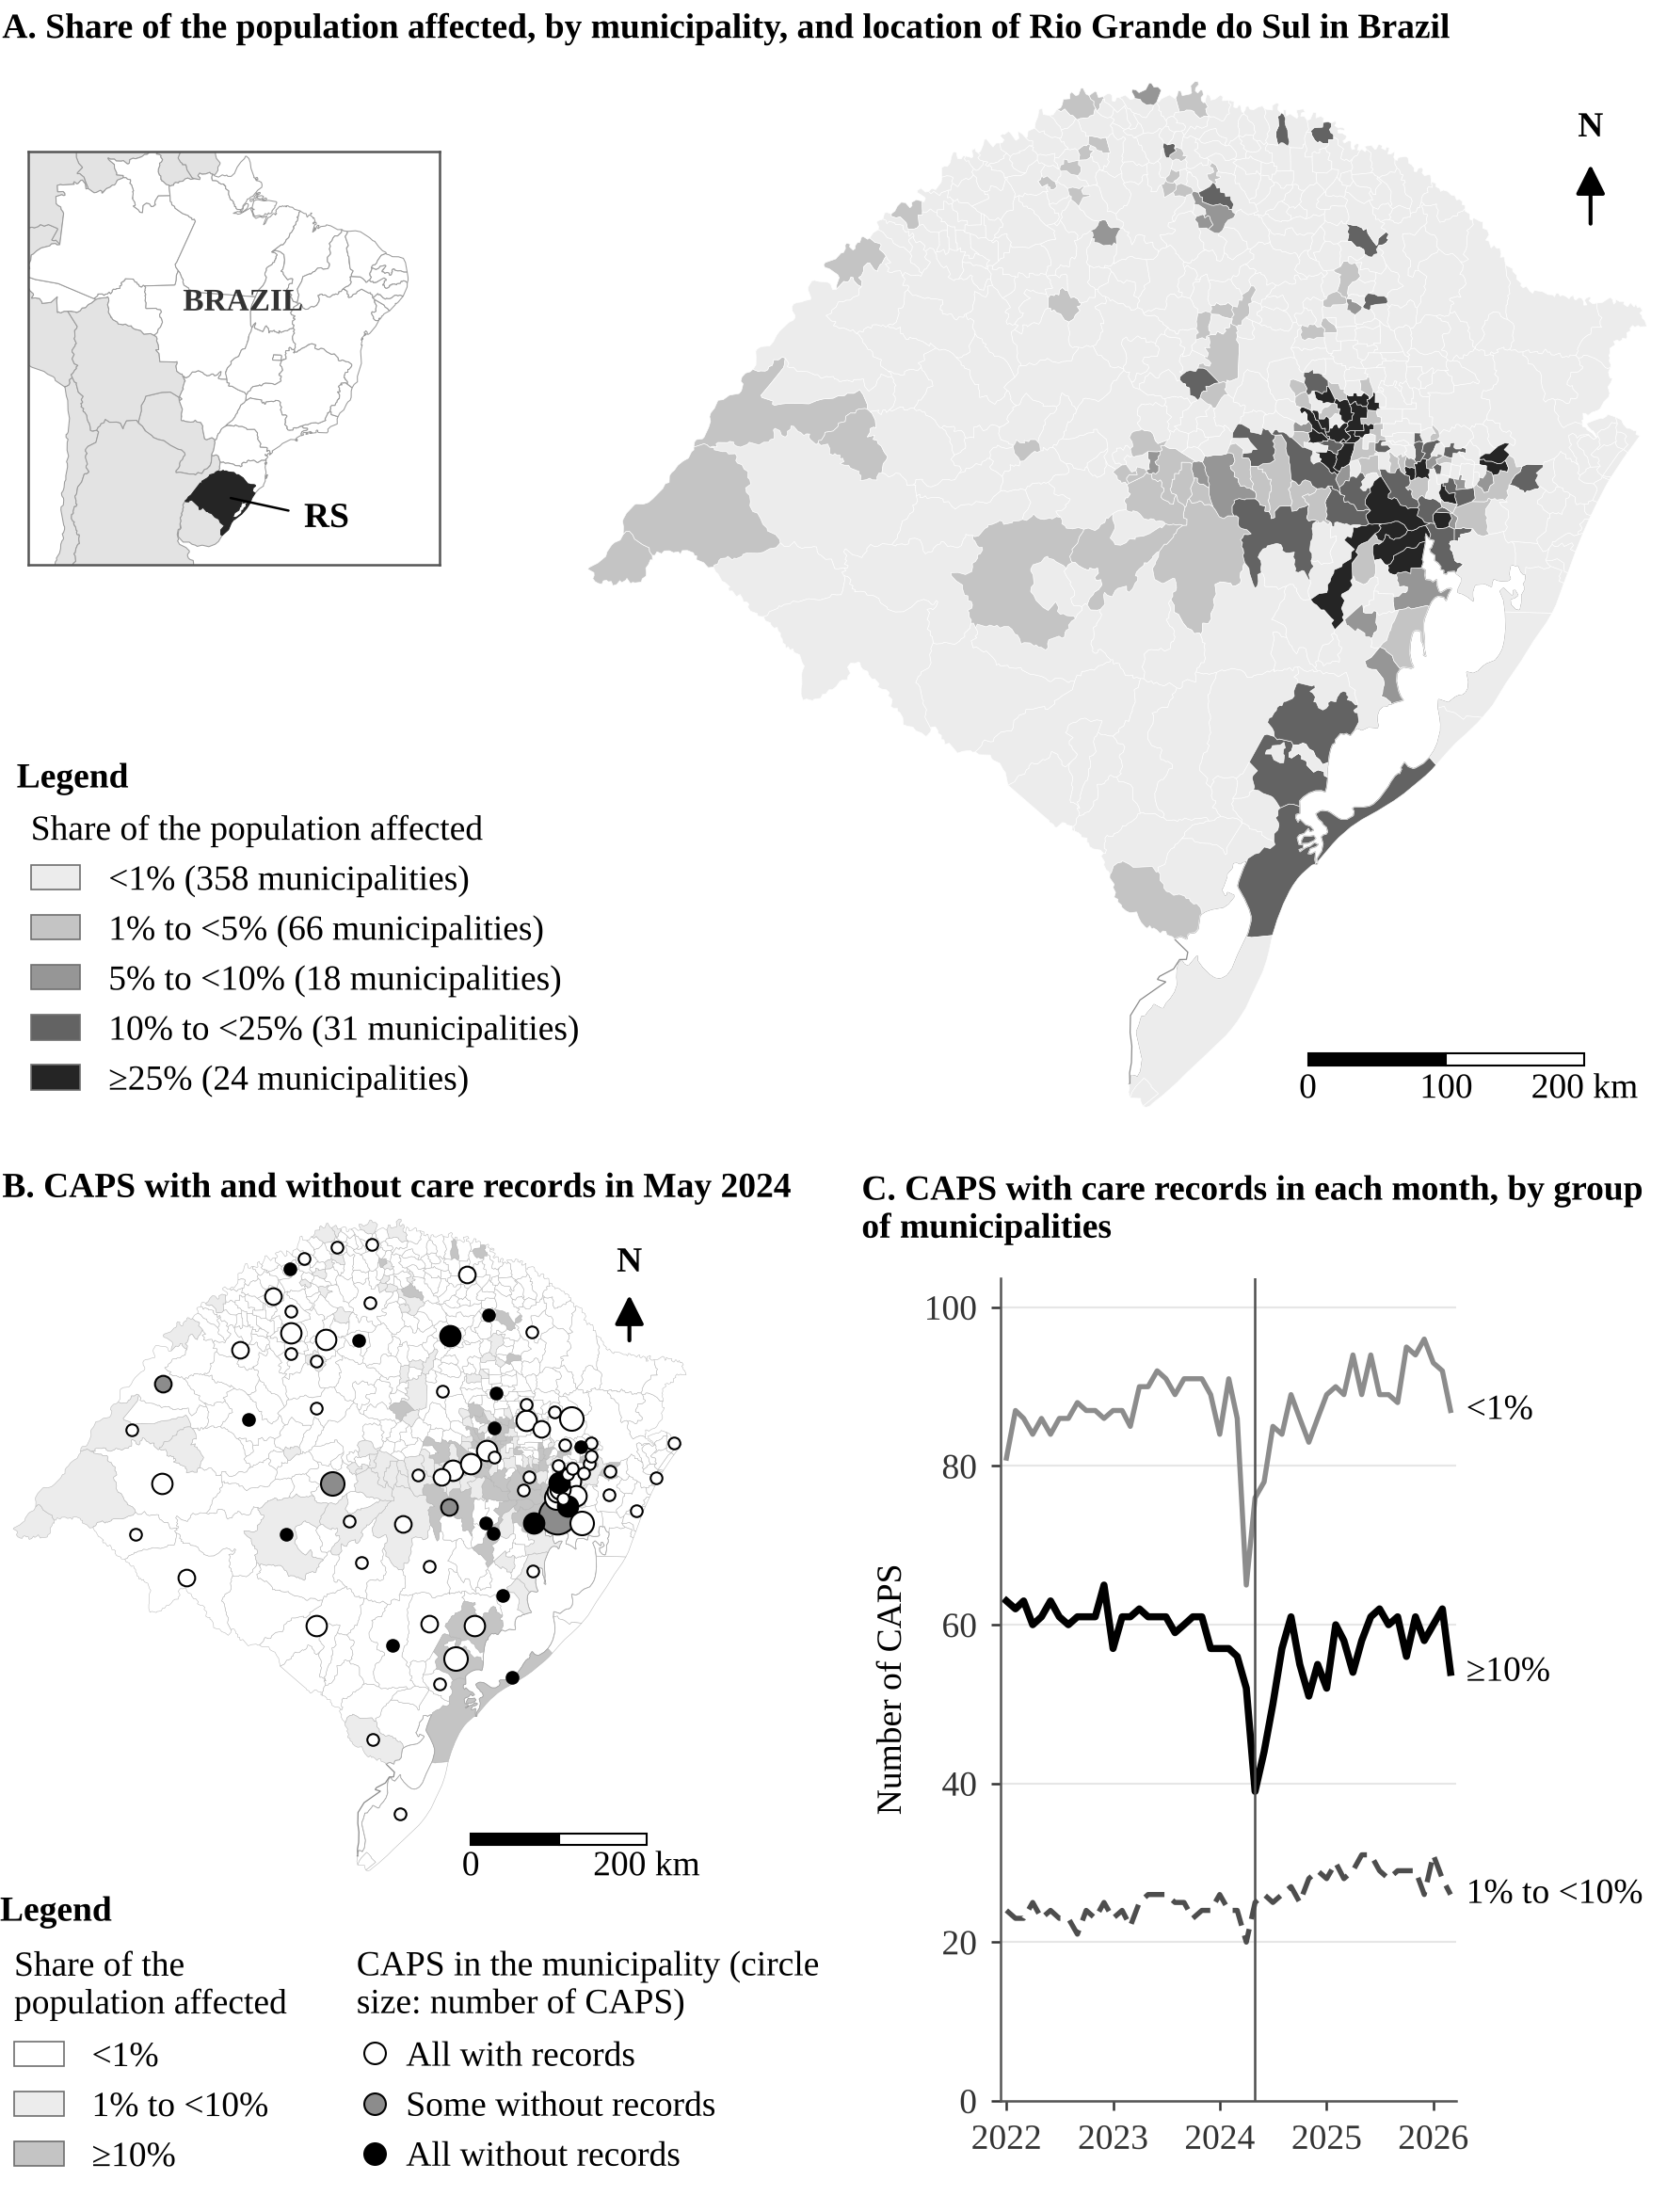 A. Share of the population affected, by municipality, and location of Rio Grande do Sul in Brazil
N
BRAZIL
RS
Legend
Share of the population affected
<1% (358 municipalities)
1% to <5% (66 municipalities)
5% to <10% (18 municipalities)
10% to <25% (31 municipalities)
≥25% (24 municipalities)
0 100 200 km
B. CAPS with and without care records in May 2024
N
0 200 km
Legend
Share of the
population affected
<1%
1% to <10%
≥10%
CAPS in the municipality (circle
size: number of CAPS)
All with records
Some without records
All without records
C. CAPS with care records in each month, by group
of municipalities
Number of CAPS
100
80
60
40
20
0
2022 2023 2024 2025 2026
<1%
≥10%
1% to <10%